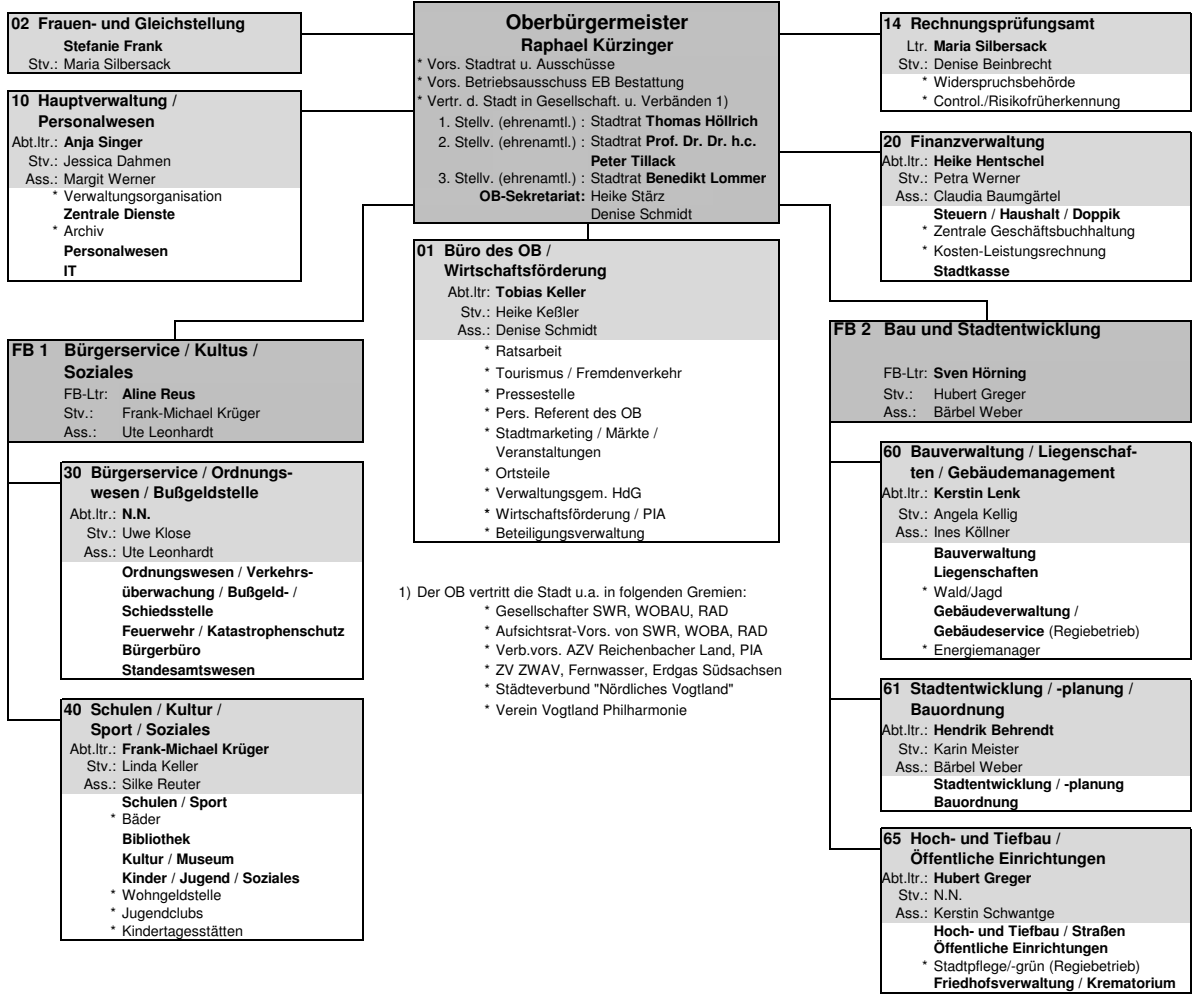 02 Frauen- und Gleichstellung
Stefanie Frank
Stv.: Maria Silbersack
10 Hauptverwaltung /
Personalwesen
Abt.ltr.: Anja Singer
Stv.: Jessica Dahmen
Ass.: Margit Werner
* Verwaltungsorganisation
Zentrale Dienste
* Archiv
Personalwesen
IT
Oberbürgermeister
Raphael Kürzinger
* Vors. Stadtrat u. Ausschüsse
* Vors. Betriebsausschuss EB Bestattung
* Vertr. d. Stadt in Gesellschaft. u. Verbänden 1)
1. Stellv. (ehrenamtl.) : Stadtrat Thomas Höllrich
2. Stellv. (ehrenamtl.) : Stadtrat Prof. Dr. Dr. h.c.
Peter Tillack
3. Stellv. (ehrenamtl.) : Stadtrat Benedikt Lommer
OB-Sekretariat: Heike Stärz
Denise Schmidt
14 Rechnungsprüfungsamt
Ltr. Maria Silbersack
Stv.: Denise Beinbrecht
* Widerspruchsbehörde
* Control./Risikofrüherkennung
20 Finanzverwaltung
Abt.ltr.: Heike Hentschel
Stv.: Petra Werner
Ass.: Claudia Baumgärtel
Steuern / Haushalt / Doppik
* Zentrale Geschäftsbuchhaltung
* Kosten-Leistungsrechnung
Stadtkasse
01 Büro des OB /
Wirtschaftsförderung
Abt.ltr: Tobias Keller
Stv.: Heike Keßler
Ass.: Denise Schmidt
* Ratsarbeit
* Tourismus / Fremdenverkehr
* Pressestelle
* Pers. Referent des OB
* Stadtmarketing / Märkte /
Veranstaltungen
* Ortsteile
* Verwaltungsgem. HdG
* Wirtschaftsförderung / PIA
* Beteiligungsverwaltung
FB 1 Bürgerservice / Kultus /
Soziales
FB-Ltr: Aline Reus
Stv.: Frank-Michael Krüger
Ass.: Ute Leonhardt
30 Bürgerservice / Ordnungs-
wesen / Bußgeldstelle
Abt.ltr.: N.N.
Stv.: Uwe Klose
Ass.: Ute Leonhardt
Ordnungswesen / Verkehrs-
überwachung / Bußgeld- /
Schiedsstelle
Feuerwehr / Katastrophenschutz
Bürgerbüro
Standesamtswesen
40 Schulen / Kultur /
Sport / Soziales
Abt.ltr.: Frank-Michael Krüger
Stv.: Linda Keller
Ass.: Silke Reuter
Schulen / Sport
* Bäder
Bibliothek
Kultur / Museum
Kinder / Jugend / Soziales
* Wohngeldstelle
* Jugendclubs
* Kindertagesstätten
1) Der OB vertritt die Stadt u.a. in folgenden Gremien:
* Gesellschafter SWR, WOBAU, RAD
* Aufsichtsrat-Vors. von SWR, WOBA, RAD
* Verb.vors. AZV Reichenbacher Land, PIA
* ZV ZWAV, Fernwasser, Erdgas Südsachsen
* Städteverbund "Nördliches Vogtland"
* Verein Vogtland Philharmonie
FB 2 Bau und Stadtentwicklung
FB-Ltr: Sven Hörning
Stv.: Hubert Greger
Ass.: Bärbel Weber
60 Bauverwaltung / Liegenschaf-
ten / Gebäudemanagement
Abt.ltr.: Kerstin Lenk
Stv.: Angela Kellig
Ass.: Ines Köllner
Bauverwaltung
Liegenschaften
* Wald/Jagd
Gebäudeverwaltung /
Gebäudeservice (Regiebetrieb)
* Energiemanager
61 Stadtentwicklung / -planung /
Bauordnung
Abt.ltr.: Hendrik Behrendt
Stv.: Karin Meister
Ass.: Bärbel Weber
Stadtentwicklung / -planung
Bauordnung
65 Hoch- und Tiefbau /
Öffentliche Einrichtungen
Abt.ltr.: Hubert Greger
Stv.: N.N.
Ass.: Kerstin Schwantge
Hoch- und Tiefbau / Straßen
Öffentliche Einrichtungen
* Stadtpflege/-grün (Regiebetrieb)
Friedhofsverwaltung / Krematorium